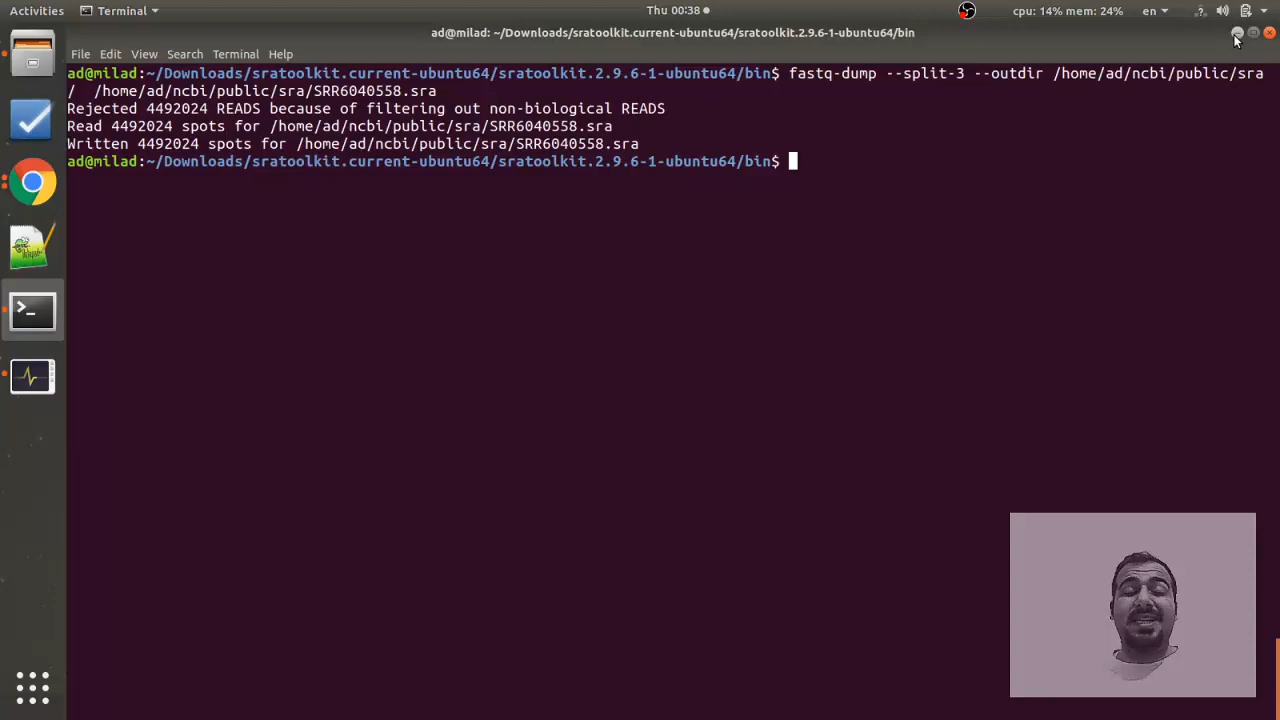 Activities
Terminal
Thu 00:38
cpu: 14% mem: 24%
en
ad@milad: ~/Downloads/sratoolkit.current-ubuntu64/sratoolkit.2.9.6-1-ubuntu64/bin
File Edit View Search Terminal Help
ad@milad:~/Downloads/sratoolkit.current-ubuntu64/sratoolkit.2.9.6-1-ubuntu64/bin$ fastq-dump --split-3 --outdir /home/ad/ncbi/public/sra
/  /home/ad/ncbi/public/sra/SRR6040558.sra
Rejected 4492024 READS because of filtering out non-biological READS
Read 4492024 spots for /home/ad/ncbi/public/sra/SRR6040558.sra
Written 4492024 spots for /home/ad/ncbi/public/sra/SRR6040558.sra
ad@milad:~/Downloads/sratoolkit.current-ubuntu64/sratoolkit.2.9.6-1-ubuntu64/bin$